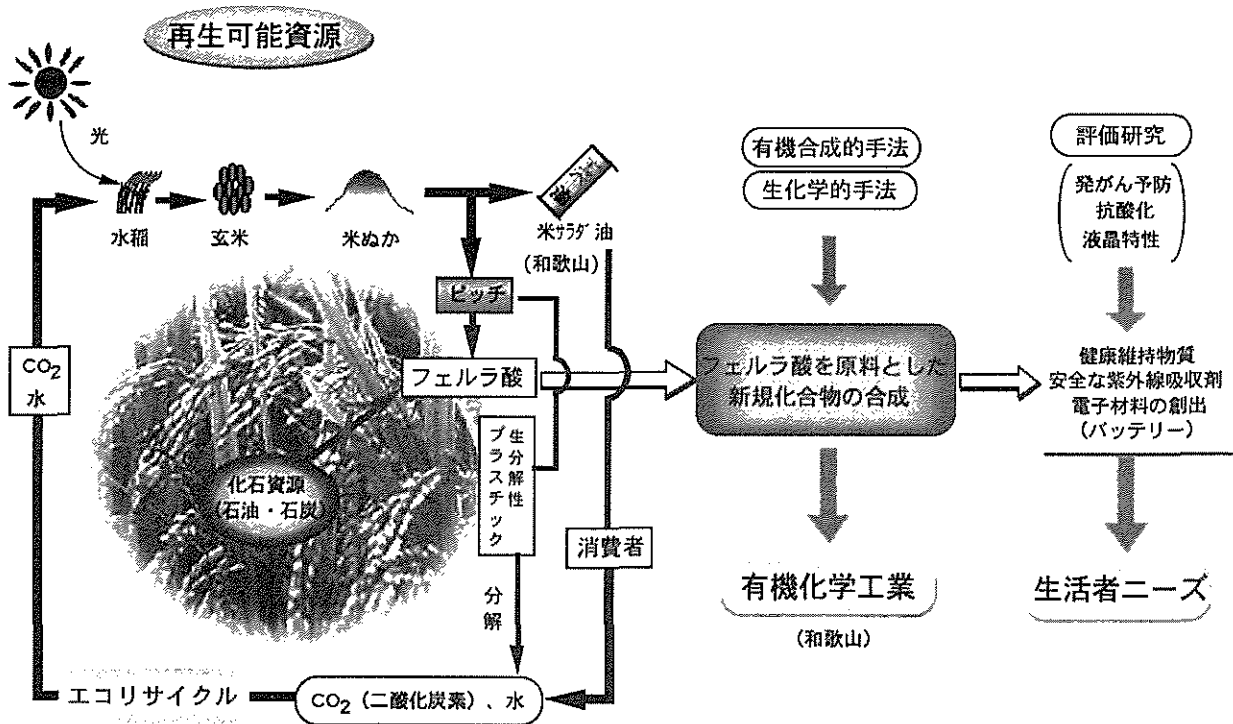 再生可能資源
光
水稲
玄米
米ぬか
米ｻﾗﾀﾞ油
(和歌山)
ピッチ
フェルラ酸
CO2
水
化石資源
(石油・石炭)
生分解性
プラスチック
分解
消費者
エコリサイクル
CO2（二酸化炭素）、水
有機合成的手法
生化学的手法
フェルラ酸を原料とした
新規化合物の合成
有機化学工業
(和歌山)
評価研究
発がん予防
抗酸化
液晶特性
健康維持物質
安全な紫外線吸収剤
電子材料の創出
(バッテリー)
生活者ニーズ